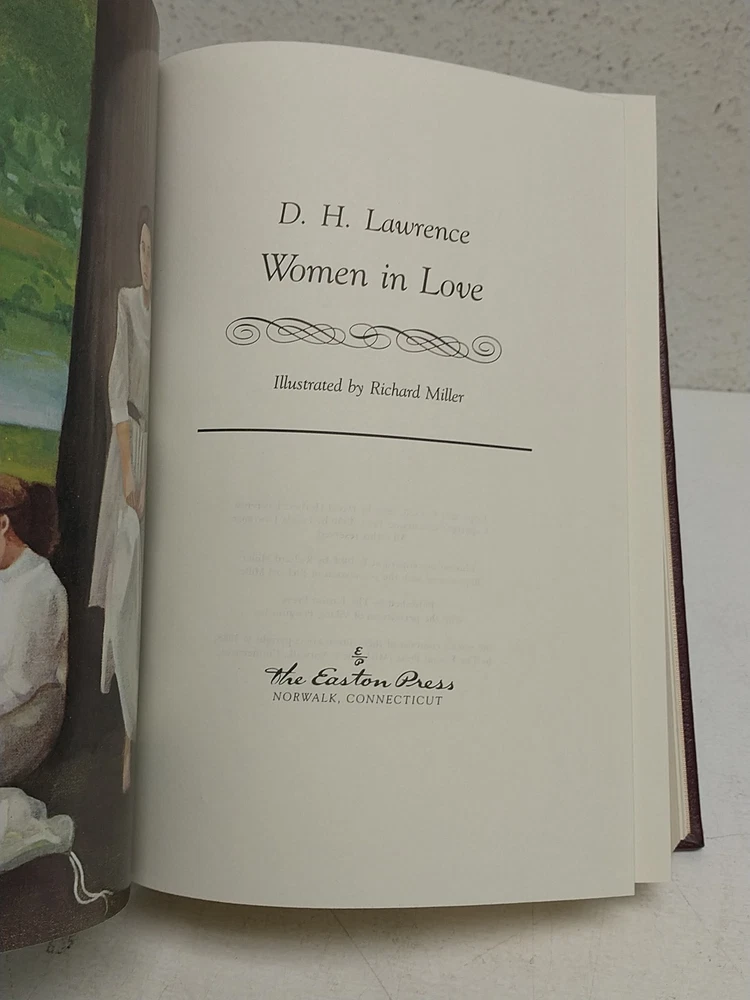 D. H. Lawrence
Women in Love
Illustrated by Richard Miller
E
P
The Easton Press
NORWALK, CONNECTICUT